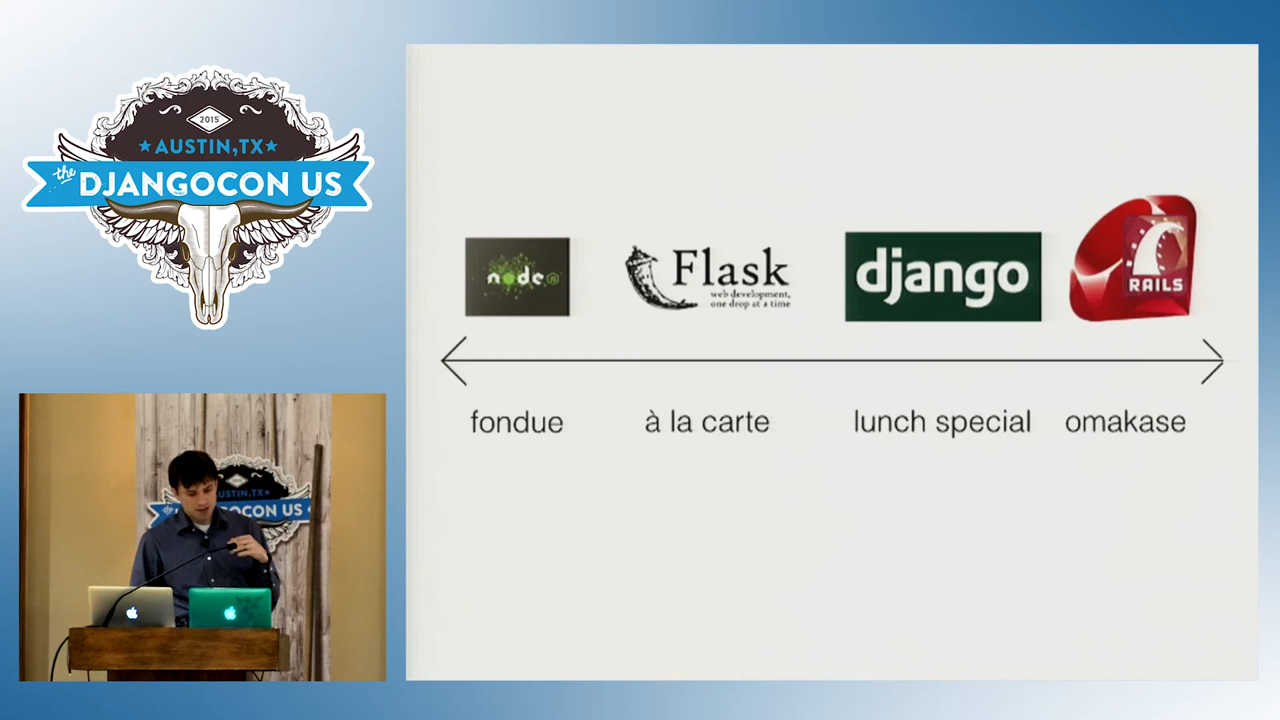 2015
AUSTIN, TX
the
DJANGOCON US
node
JS
Flask
web development,
one drop at a time
django
RAILS
fondue
à la carte
lunch special
omakase
AUSTIN,TX
DJANGOCON US